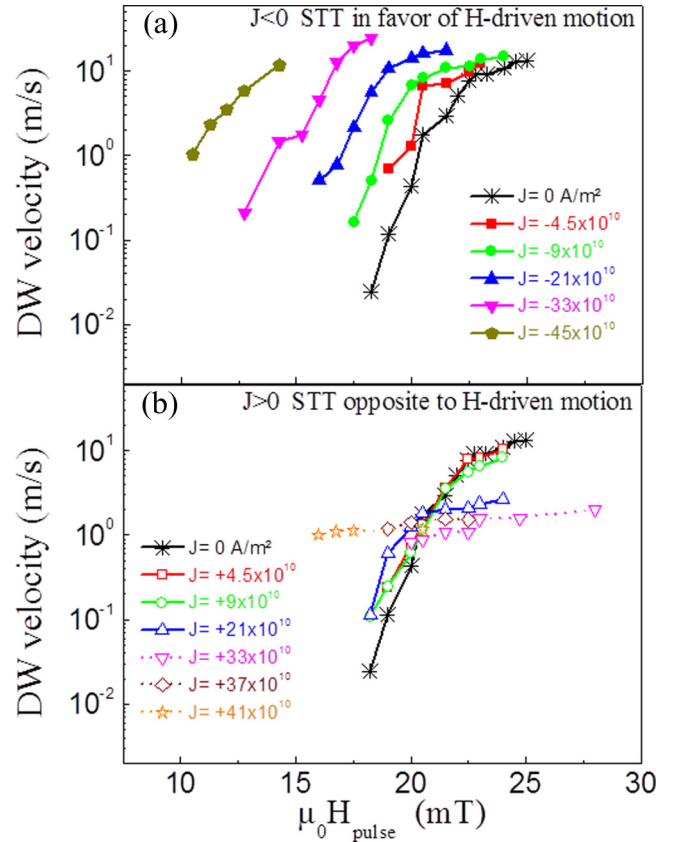 (a)
J<0 STT in favor of H-driven motion
DW velocity (m/s)
10¹
10⁰
10⁻¹
10⁻²
J= 0 A/m²
J= -4.5x10¹⁰
J= -9x10¹⁰
J= -21x10¹⁰
J= -33x10¹⁰
J= -45x10¹⁰
(b)
J>0 STT opposite to H-driven motion
DW velocity (m/s)
10¹
10⁰
10⁻¹
10⁻²
J= 0 A/m²
J= +4.5x10¹⁰
J= +9x10¹⁰
J= +21x10¹⁰
J= +33x10¹⁰
J= +37x10¹⁰
J= +41x10¹⁰
10 15 20 25 30
μ₀H_pulse (mT)